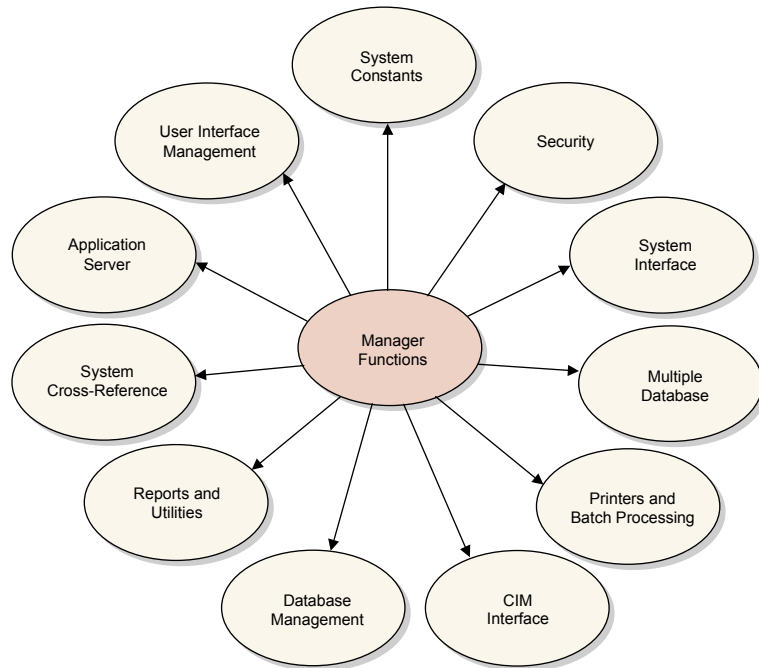 System
Constants
User Interface
Management
Security
Application
Server
System
Interface
Manager
Functions
System
Cross-Reference
Multiple
Database
Reports and
Utilities
Printers and
Batch Processing
Database
Management
CIM
Interface